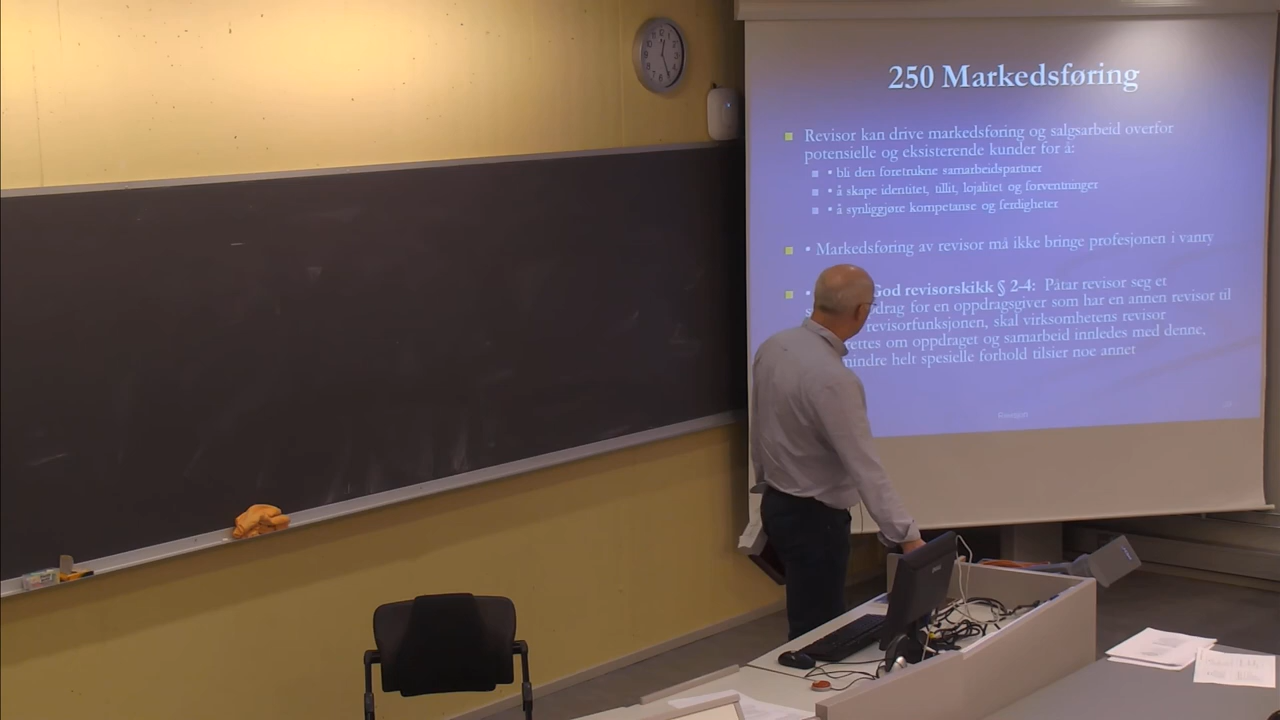 250 Markedsføring
Revisor kan drive markedsføring og salgsarbeid overfor
potensielle og eksisterende kunder for å:
• bli den foretrukne samarbeidspartner
• å skape identitet, tillit, lojalitet og forventninger
• å synliggjøre kompetanse og ferdigheter
• Markedsføring av revisor må ikke bringe profesjonen i vanry
• God revisorskikk § 2-4: Påtar revisor seg et
for en oppdragsgiver som har en annen revisor til
revisorfunksjonen, skal virksomhetens revisor
om oppdraget og samarbeid innledes med denne,
mindre helt spesielle forhold tilsier noe annet